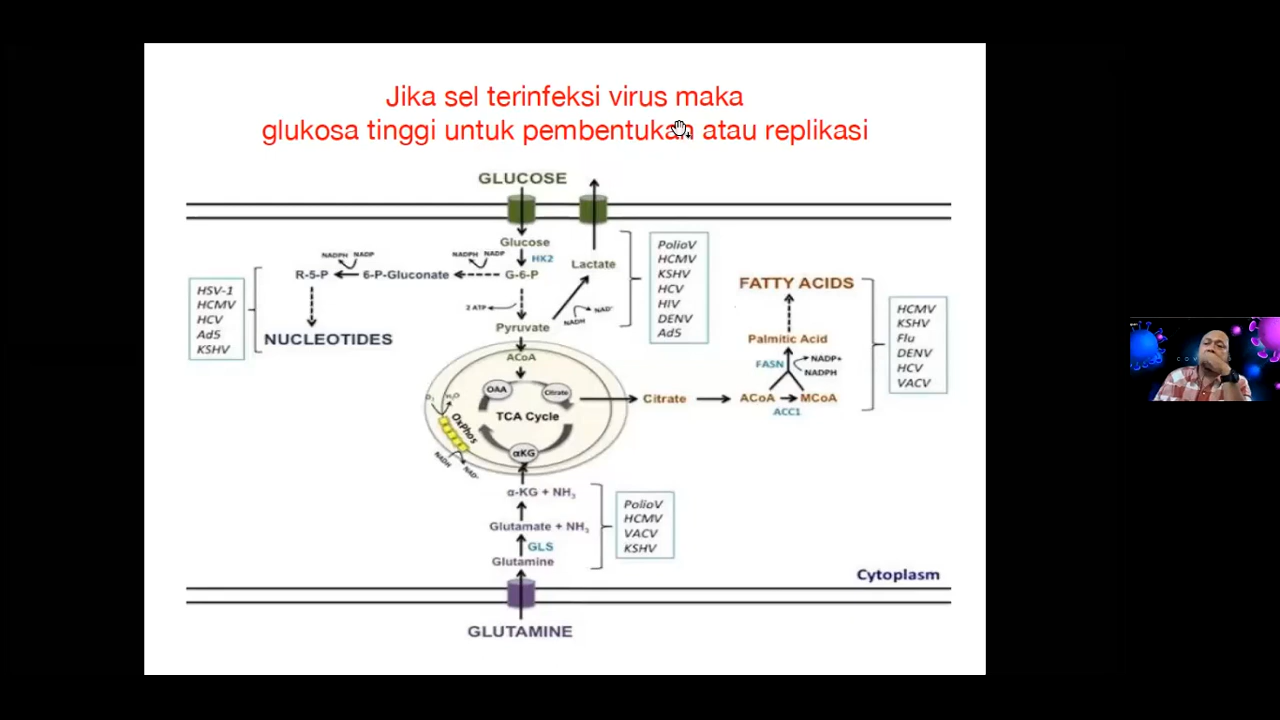 Jika sel terinfeksi virus maka
glukosa tinggi untuk pembentukan atau replikasi
GLUCOSE
Glucose
HK2
NADPH NADP
NADPH NADP
R-5-P
6-P-Gluconate
G-6-P
Lactate
2 ATP
NADH
NAD+
Pyruvate
NUCLEOTIDES
HSV-1
HCMV
HCV
Ad5
KSHV
PolioV
HCMV
KSHV
HCV
HIV
DENV
Ad5
FATTY ACIDS
Palmitic Acid
FASN
NADP+
NADPH
ACoA
MCoA
ACC1
HCMV
KSHV
Flu
DENV
HCV
VACV
ACoA
OAA
Citrate
TCA Cycle
αKG
O2
H2O
OxPhos
NADH
NAD+
Citrate
α-KG + NH3
Glutamate + NH3
GLS
Glutamine
PolioV
HCMV
VACV
KSHV
Cytoplasm
GLUTAMINE